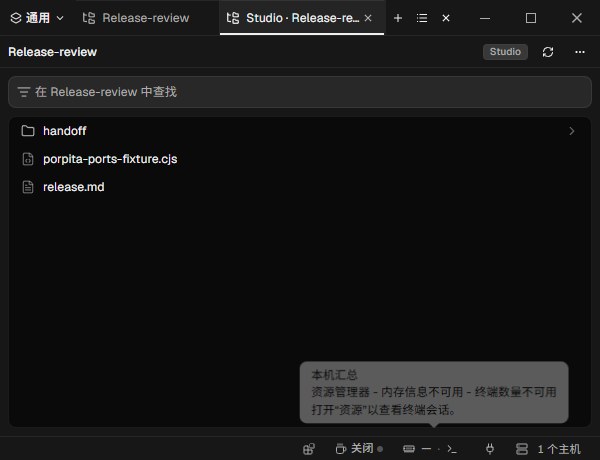 通用
Release-review
Studio · Release-re...
Release-review
Studio
在 Release-review 中查找
handoff
porpita-ports-fixture.cjs
release.md
本机汇总
资源管理器 - 内存信息不可用 - 终端数量不可用
打开“资源”以查看终端会话。
关闭
— ·
1 个主机